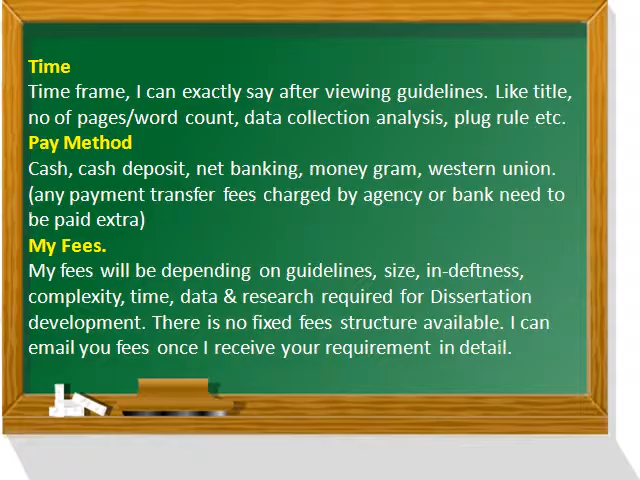 Time
Time frame, I can exactly say after viewing guidelines. Like title,
no of pages/word count, data collection analysis, plug rule etc.
Pay Method
Cash, cash deposit, net banking, money gram, western union.
(any payment transfer fees charged by agency or bank need to
be paid extra)
My Fees.
My fees will be depending on guidelines, size, in-deftness,
complexity, time, data & research required for Dissertation
development. There is no fixed fees structure available. I can
email you fees once I receive your requirement in detail.